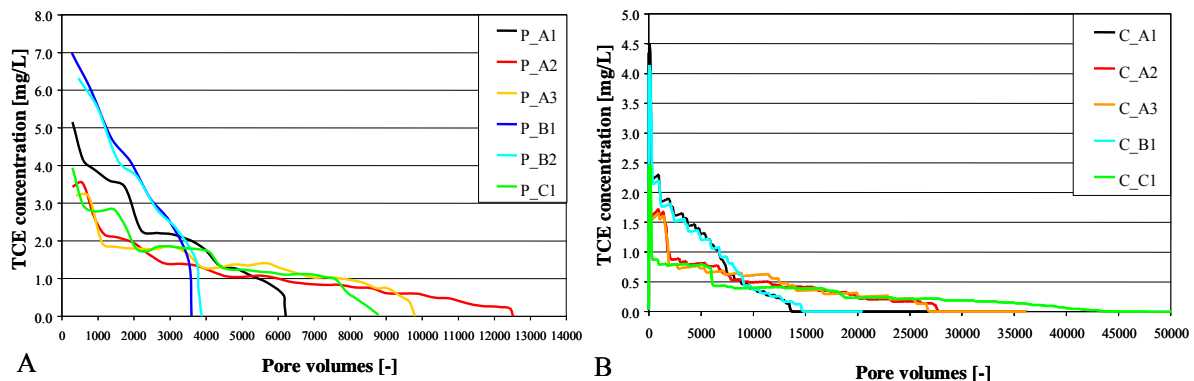 8.0
7.0
6.0
5.0
4.0
3.0
2.0
1.0
0.0
TCE concentration [mg/L]
0 1000 2000 3000 4000 5000 6000 7000 8000 9000 10000 11000 12000 13000 14000
Pore volumes [-]
P_A1
P_A2
P_A3
P_B1
P_B2
P_C1
A
5.0
4.5
4.0
3.5
3.0
2.5
2.0
1.5
1.0
0.5
0.0
TCE concentration [mg/L]
0 5000 10000 15000 20000 25000 30000 35000 40000 45000 50000
Pore volumes [-]
C_A1
C_A2
C_A3
C_B1
C_C1
B